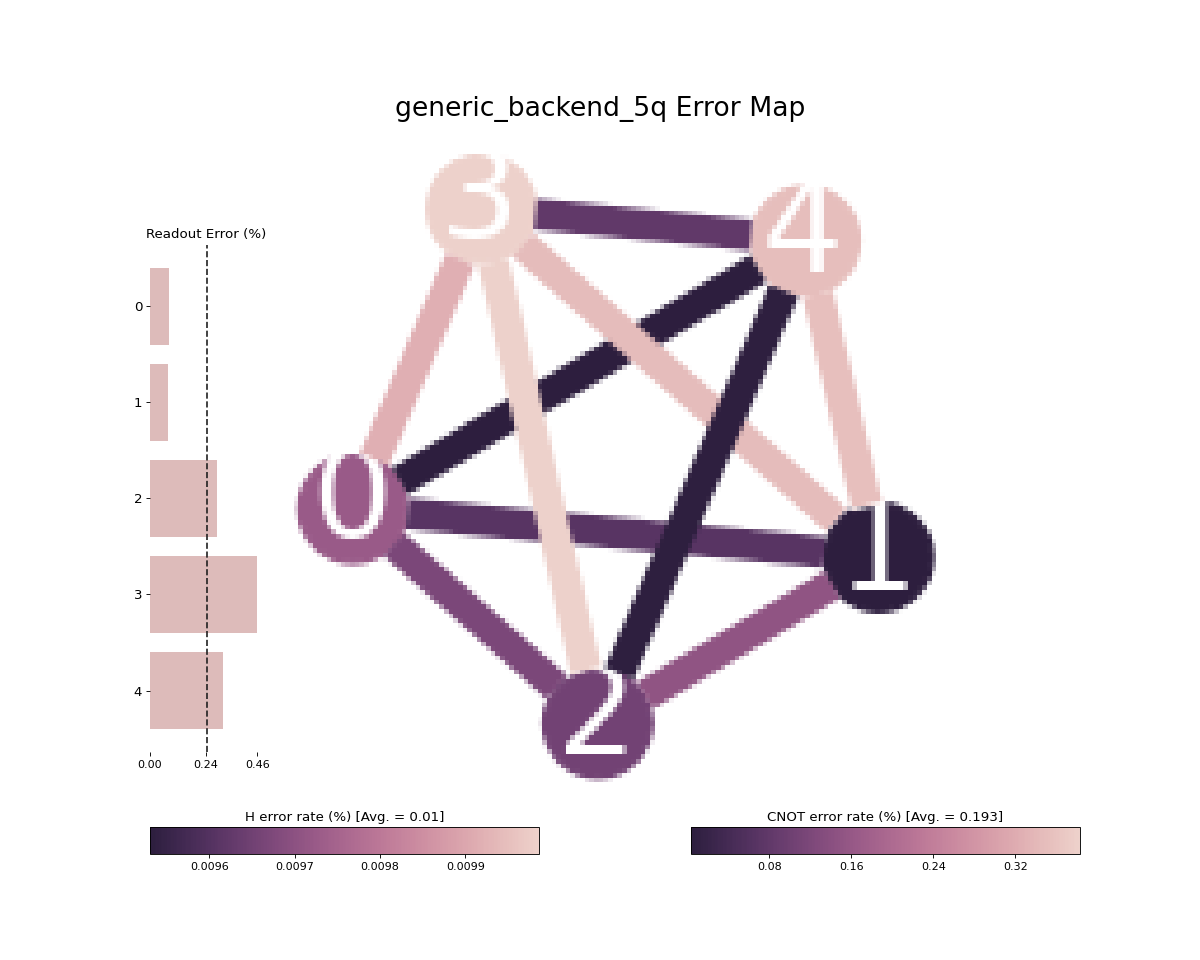 generic_backend_5q Error Map
3
4
Readout Error (%)
0
1
2
3
4
0
1
2
0.00 0.24 0.46
H error rate (%) [Avg. = 0.01]
0.0096 0.0097 0.0098 0.0099
CNOT error rate (%) [Avg. = 0.193]
0.08 0.16 0.24 0.32